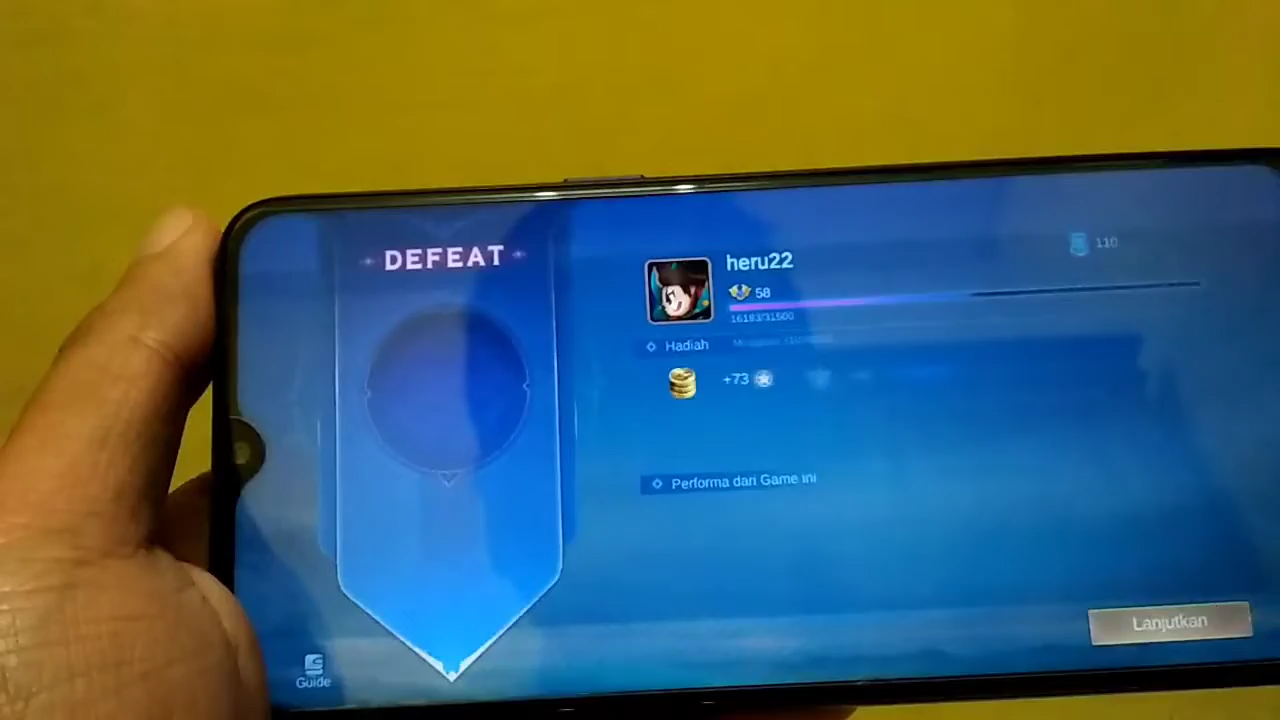 DEFEAT
heru22
110
58
16183/31500
Hadiah
+73
Performa dari Game ini
Lanjutkan
Guide